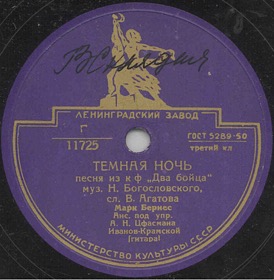 ЛЕНИНГРАДСКИЙ ЗАВОД
Г
11725
ГОСТ 5289-50
третий кл
ТЕМНАЯ НОЧЬ
песня из к ф „Два бойца"
муз. Н. Богословского,
сл. В. Агатова
Марк Бернес
Анс. под упр.
А. Н. Цфасмана
Иванов-Крамской
(гитара)
МИНИСТЕРСТВО КУЛЬТУРЫ СССР